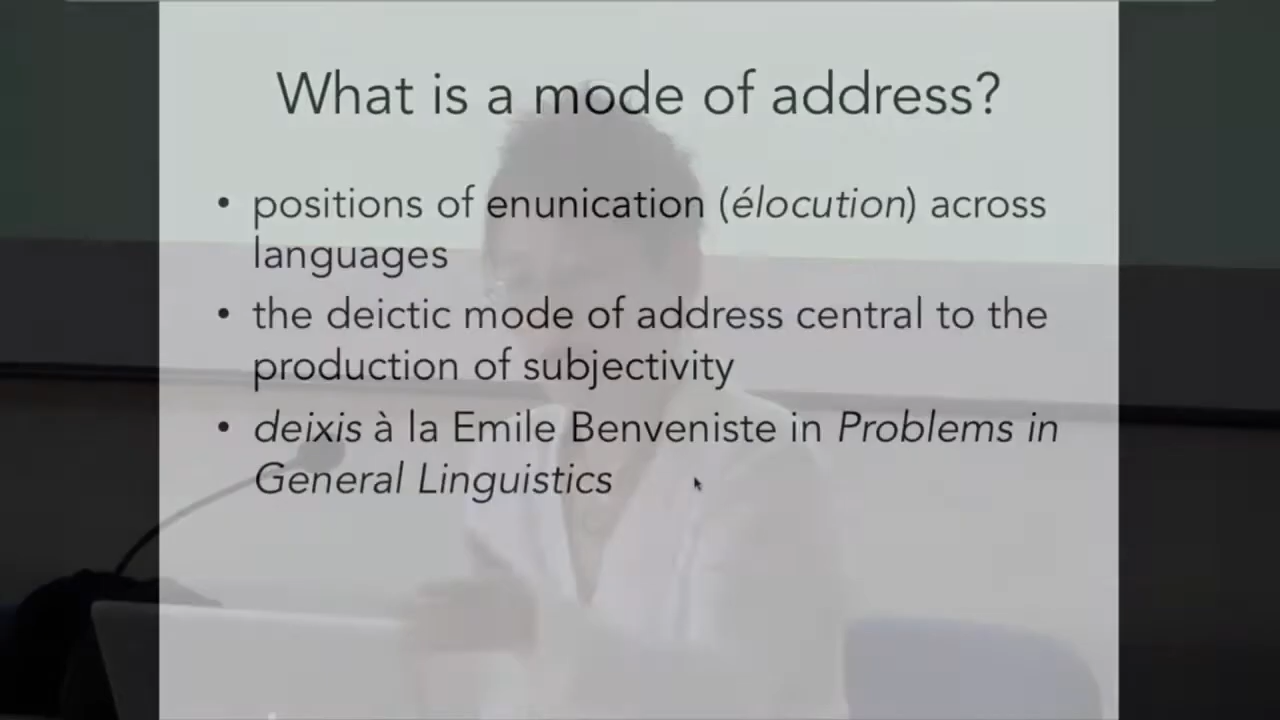 What is a mode of address?
• positions of enunication (élocution) across
languages
• the deictic mode of address central to the
production of subjectivity
• deixis à la Emile Benveniste in Problems in
General Linguistics